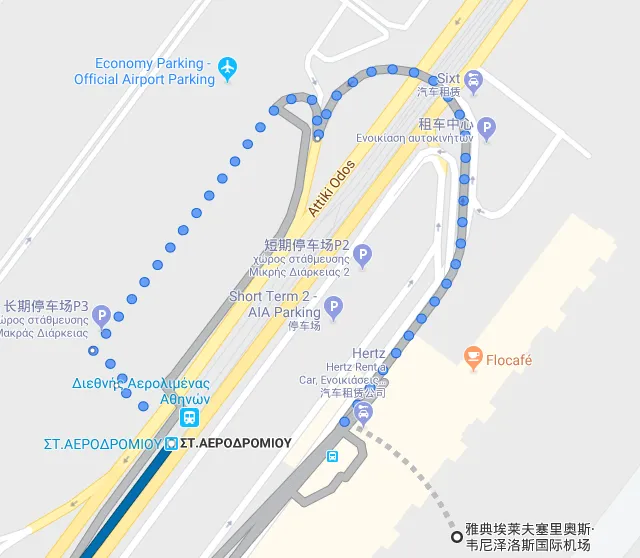 Economy Parking -
Official Airport Parking
Sixt
汽车租赁
租车中心
Ενοικίαση αυτοκινήτων
Attiki Odos
短期停车场P2
χώρος στάθμευσης
Μικρής Διάρκειας 2
Short Term 2 -
AIA Parking
停车场
长期停车场P3
χώρος στάθμευσης
Μακράς Διάρκειας
Hertz
Hertz Rent a
Car, Ενοικιάσεις...
汽车租赁公司
Flocafé
Διεθνής Αερολιμένας
Αθηνών
ΣΤ.ΑΕΡΟΔΡΟΜΙΟΥ
ΣΤ.ΑΕΡΟΔΡΟΜΙΟΥ
雅典埃莱夫塞里奥斯·
韦尼泽洛斯国际机场